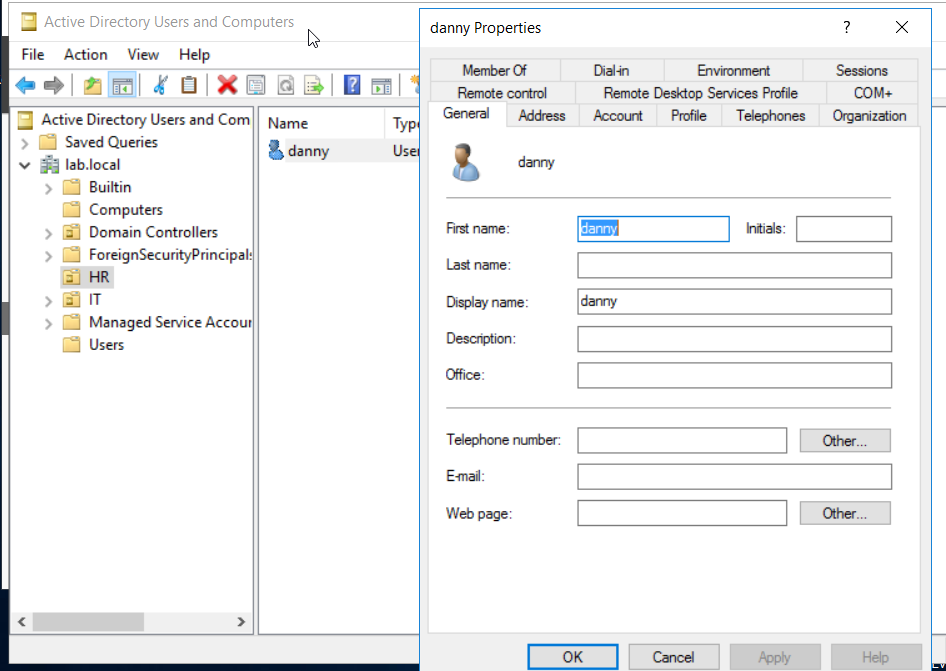 Active Directory Users and Computers
File Action View Help
Active Directory Users and Com
Saved Queries
lab.local
Builtin
Computers
Domain Controllers
ForeignSecurityPrincipals
HR
IT
Managed Service Accour
Users
Name Type
danny User
danny Properties
?
Member Of Dial-in Environment Sessions
Remote control Remote Desktop Services Profile COM+
General Address Account Profile Telephones Organization
danny
First name: danny Initials:
Last name:
Display name: danny
Description:
Office:
Telephone number: Other...
E-mail:
Web page: Other...
OK Cancel Apply Help